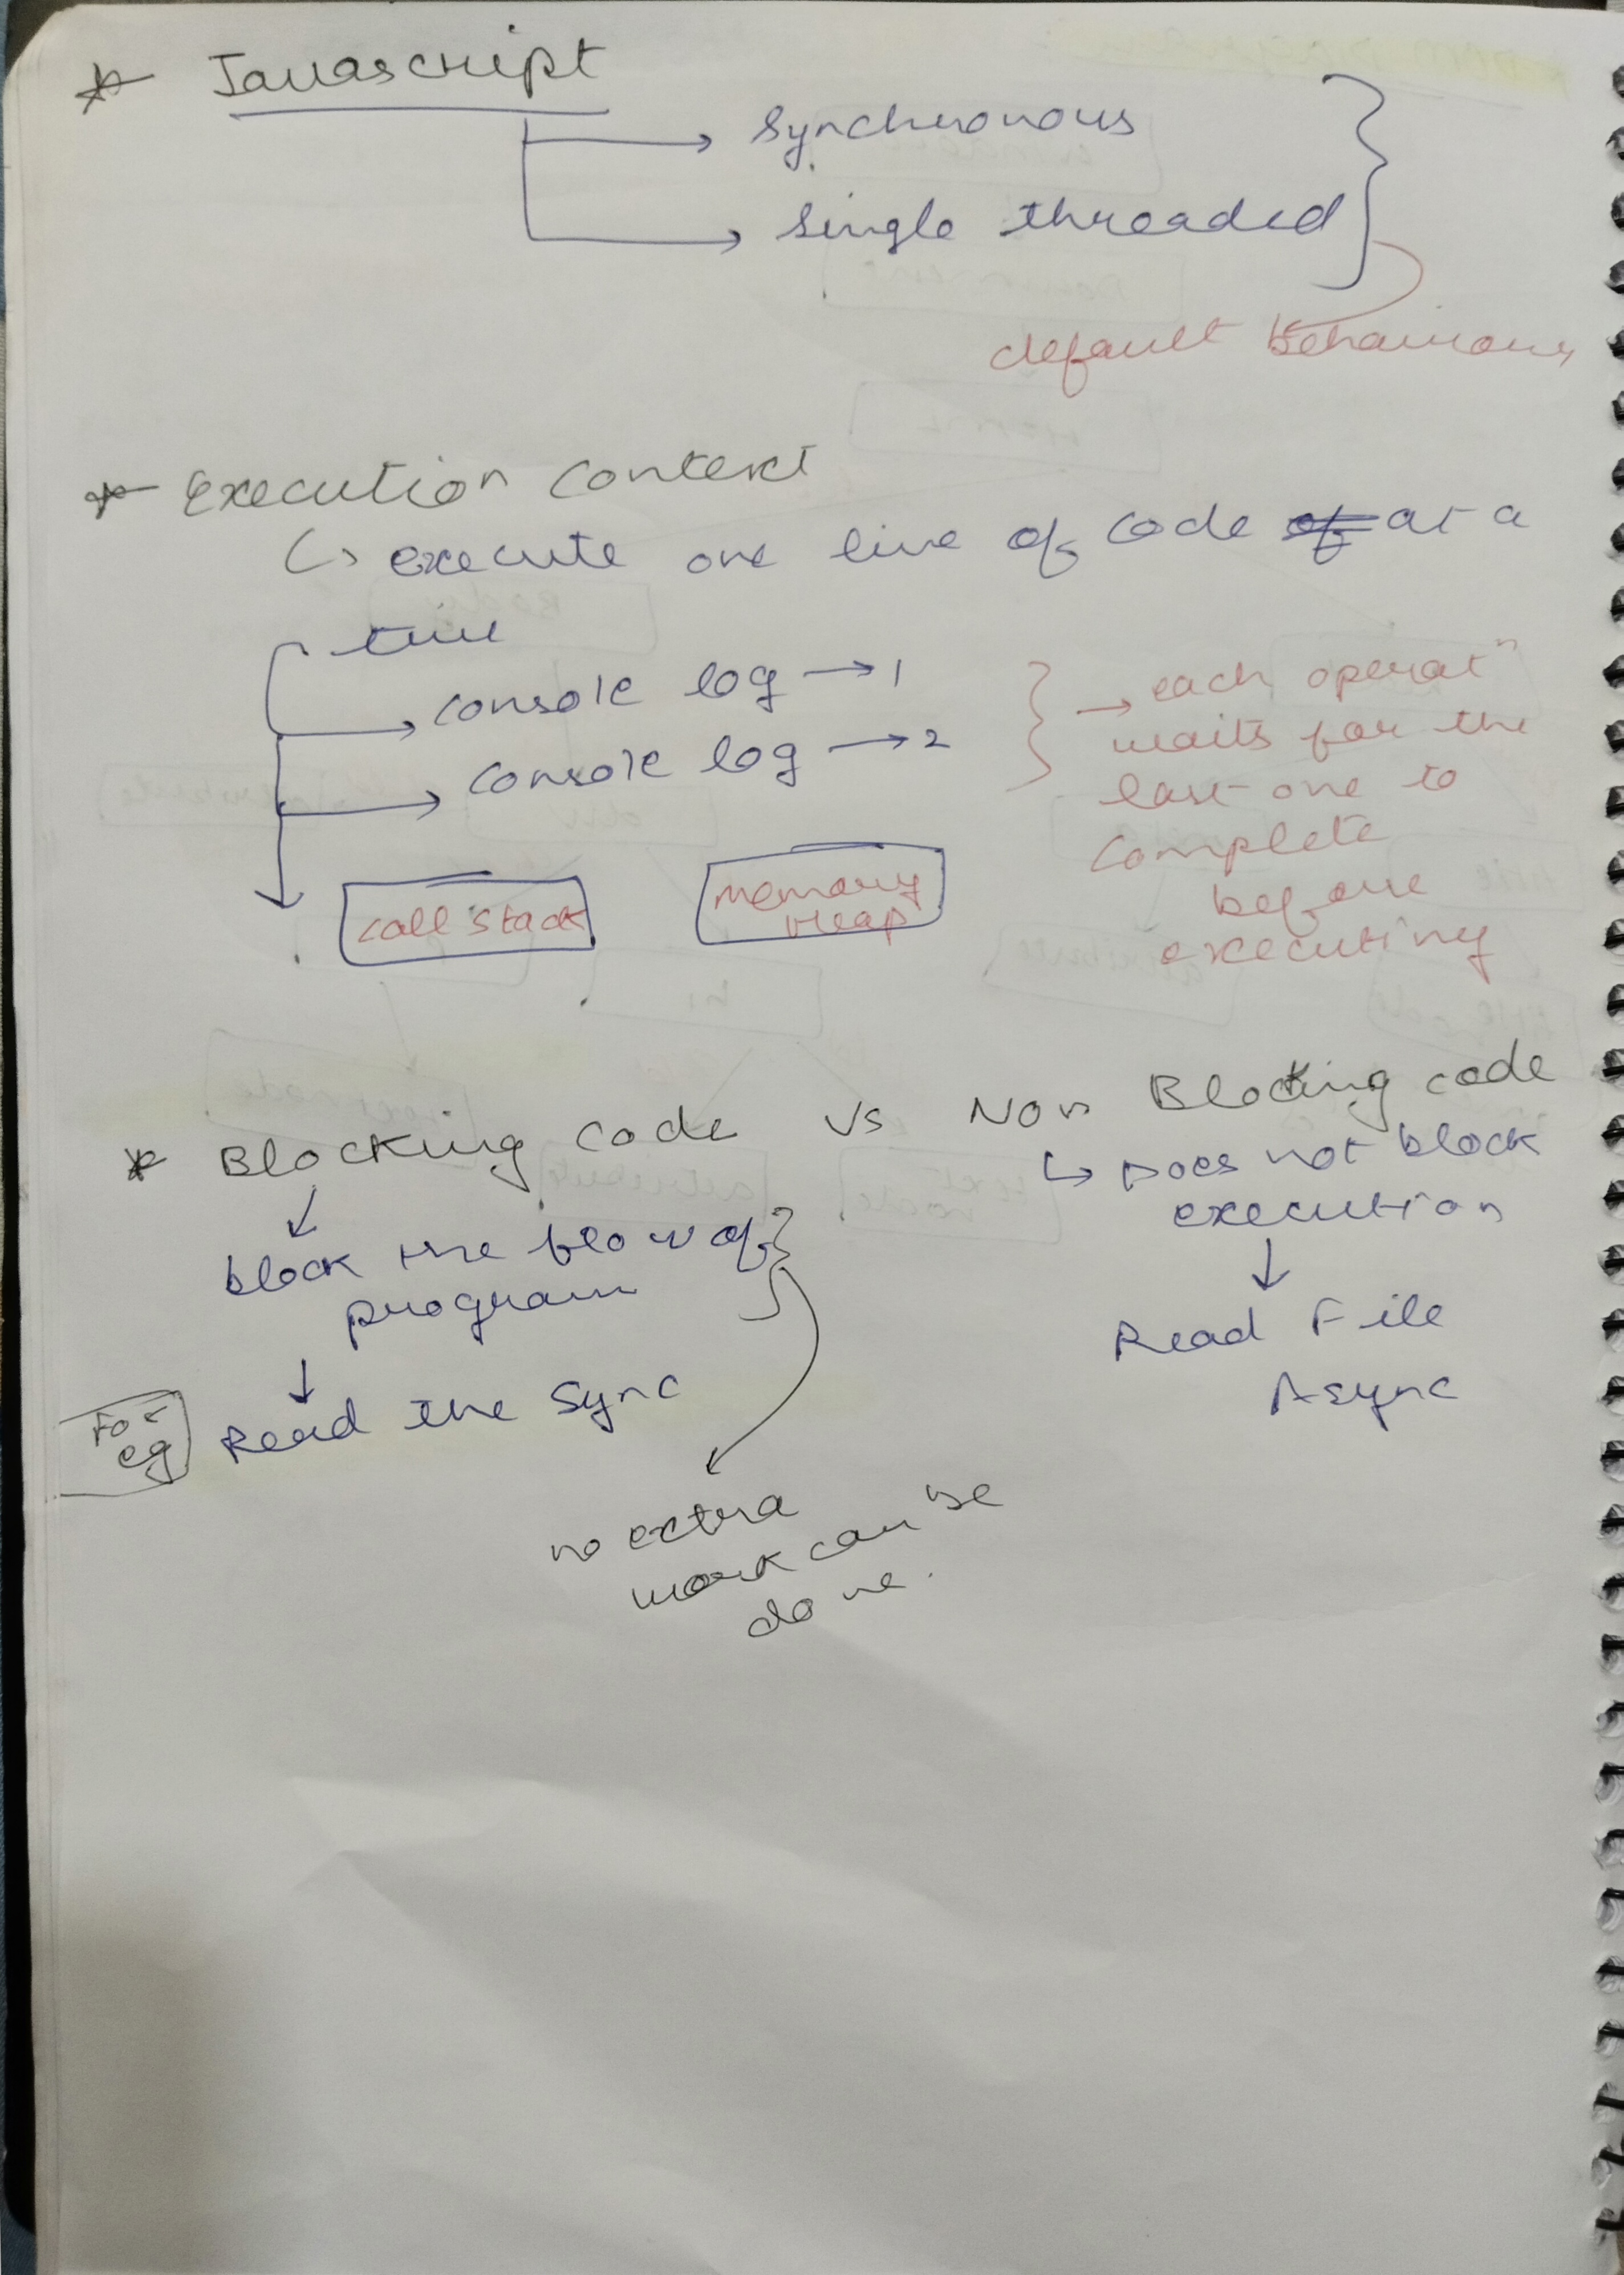 * Javascript
→ Synchronous
→ Single threaded
default behaviour
* Execution Context
↳ execute one line of code at a
time
→ console log → 1
→ console log → 2
→ each operatⁿ
waits for the
last one to
complete
before
executing
call stack
memory
Heap
* Blocking code vs Non Blocking code
↓
block the flow of
program
↓
For
eg
Read the Sync
no extra
work can be
done.
↳ Does not block
execution
↓
Read File
Async